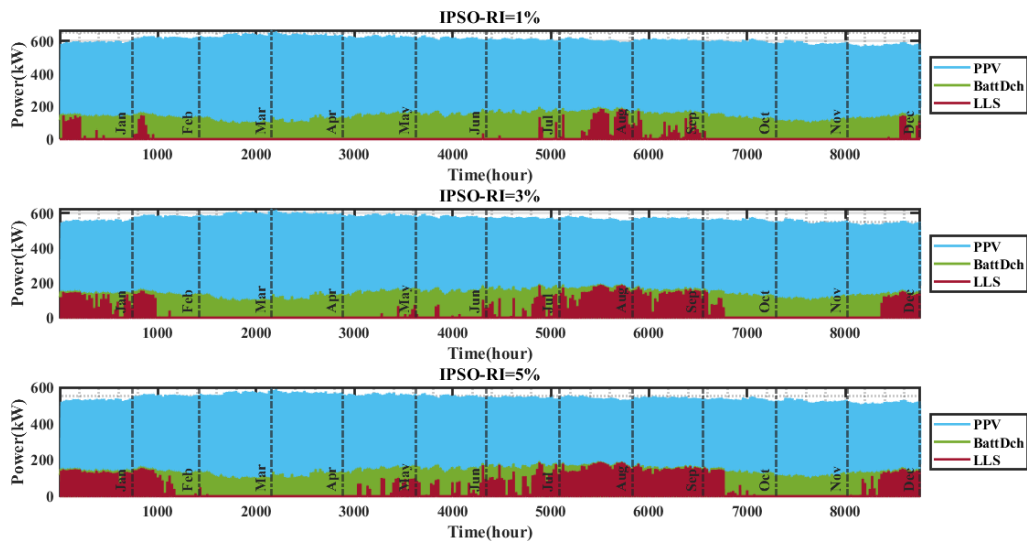 IPSO-RI=1%
Power(kW)
600
400
200
0
Jan
Feb
Mar
Apr
May
Jun
Jul
Aug
Sep
Oct
Nov
Dec
1000 2000 3000 4000 5000 6000 7000 8000
Time(hour)
PPV
BattDch
LLS
IPSO-RI=3%
Power(kW)
600
400
200
0
Jan
Feb
Mar
Apr
May
Jun
Jul
Aug
Sep
Oct
Nov
Dec
1000 2000 3000 4000 5000 6000 7000 8000
Time(hour)
PPV
BattDch
LLS
IPSO-RI=5%
Power(kW)
600
400
200
0
Jan
Feb
Mar
Apr
May
Jun
Jul
Aug
Sep
Oct
Nov
Dec
1000 2000 3000 4000 5000 6000 7000 8000
Time(hour)
PPV
BattDch
LLS